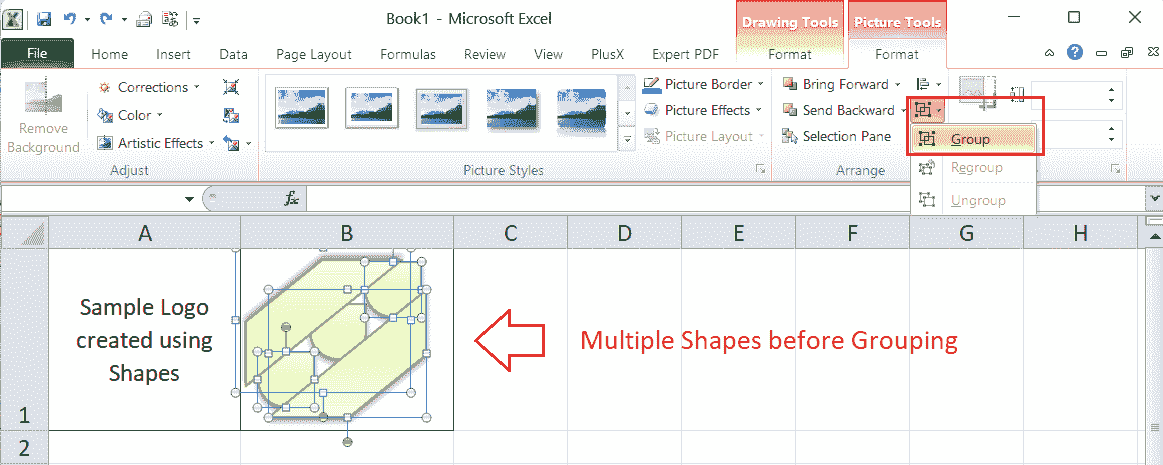 Book1 - Microsoft Excel
Drawing Tools
Picture Tools
File
Home
Insert
Data
Page Layout
Formulas
Review
View
PlusX
Expert PDF
Format
Format
Remove
Background
Corrections
Color
Artistic Effects
Adjust
Picture Styles
Picture Border
Picture Effects
Picture Layout
Bring Forward
Send Backward
Selection Pane
Arrange
Group
Regroup
Ungroup
fx
A
B
C
D
E
F
G
H
1
Sample Logo
created using
Shapes
Multiple Shapes before Grouping
2